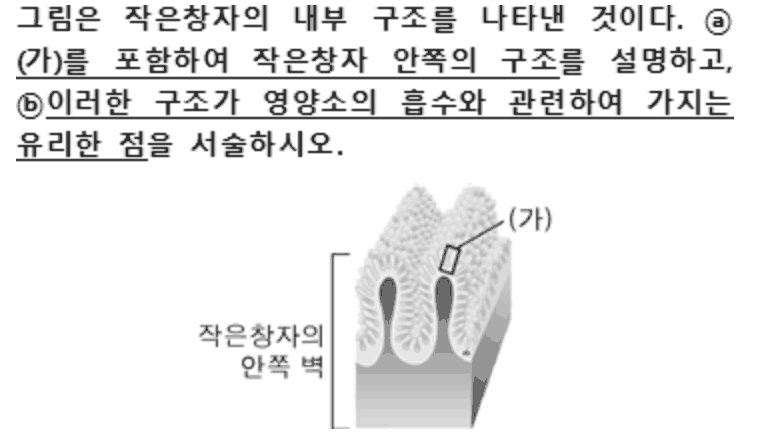 그림은 작은창자의 내부 구조를 나타낸 것이다. ⓐ
(가)를 포함하여 작은창자 안쪽의 구조를 설명하고,
ⓑ이러한 구조가 영양소의 흡수와 관련하여 가지는
유리한 점을 서술하시오.
(가)
작은창자의
안쪽 벽